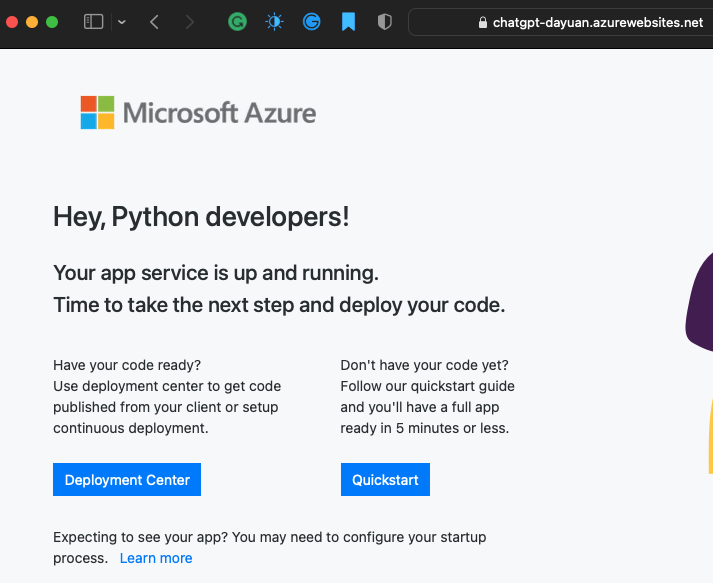 chatgpt-dayuan.azurewebsites.net
Microsoft Azure
Hey, Python developers!
Your app service is up and running.
Time to take the next step and deploy your code.
Have your code ready?
Use deployment center to get code
published from your client or setup
continuous deployment.
Deployment Center
Don't have your code yet?
Follow our quickstart guide
and you'll have a full app
ready in 5 minutes or less.
Quickstart
Expecting to see your app? You may need to configure your startup
process. Learn more